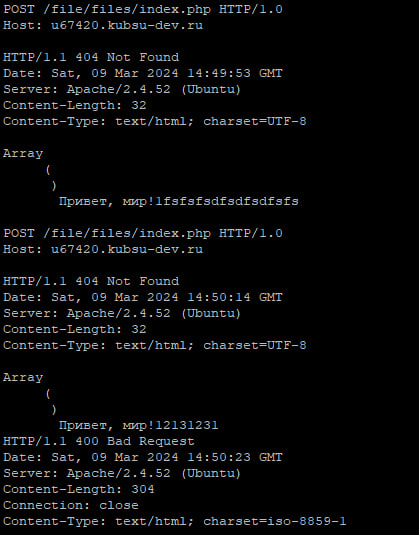 POST /file/files/index.php HTTP/1.0
Host: u67420.kubsu-dev.ru
HTTP/1.1 404 Not Found
Date: Sat, 09 Mar 2024 14:49:53 GMT
Server: Apache/2.4.52 (Ubuntu)
Content-Length: 32
Content-Type: text/html; charset=UTF-8
Array
(
)
Привет, мир!1fsfsfsdfsdfsdfsfs
POST /file/files/index.php HTTP/1.0
Host: u67420.kubsu-dev.ru
HTTP/1.1 404 Not Found
Date: Sat, 09 Mar 2024 14:50:14 GMT
Server: Apache/2.4.52 (Ubuntu)
Content-Length: 32
Content-Type: text/html; charset=UTF-8
Array
(
)
Привет, мир!12131231
HTTP/1.1 400 Bad Request
Date: Sat, 09 Mar 2024 14:50:23 GMT
Server: Apache/2.4.52 (Ubuntu)
Content-Length: 304
Connection: close
Content-Type: text/html; charset=iso-8859-1